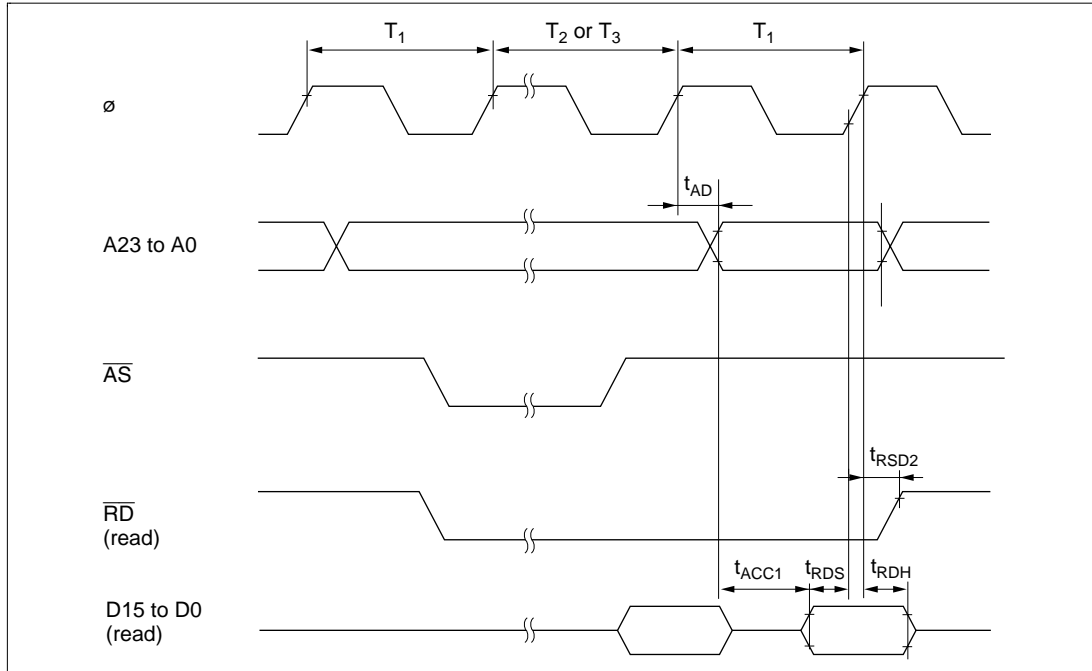 T1
T2 or T3
T1
ø
tAD
A23 to A0
AS
tRSD2
RD
(read)
tACC1
tRDS
tRDH
D15 to D0
(read)